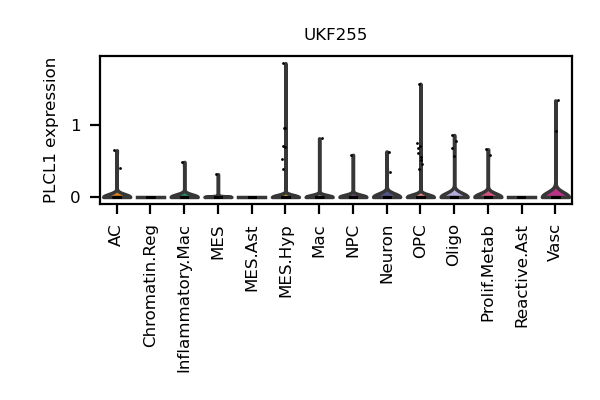 UKF255
PLCL1 expression
1
0
AC
Chromatin.Reg
Inflammatory.Mac
MES
MES.Ast
MES.Hyp
Mac
NPC
Neuron
OPC
Oligo
Prolif.Metab
Reactive.Ast
Vasc